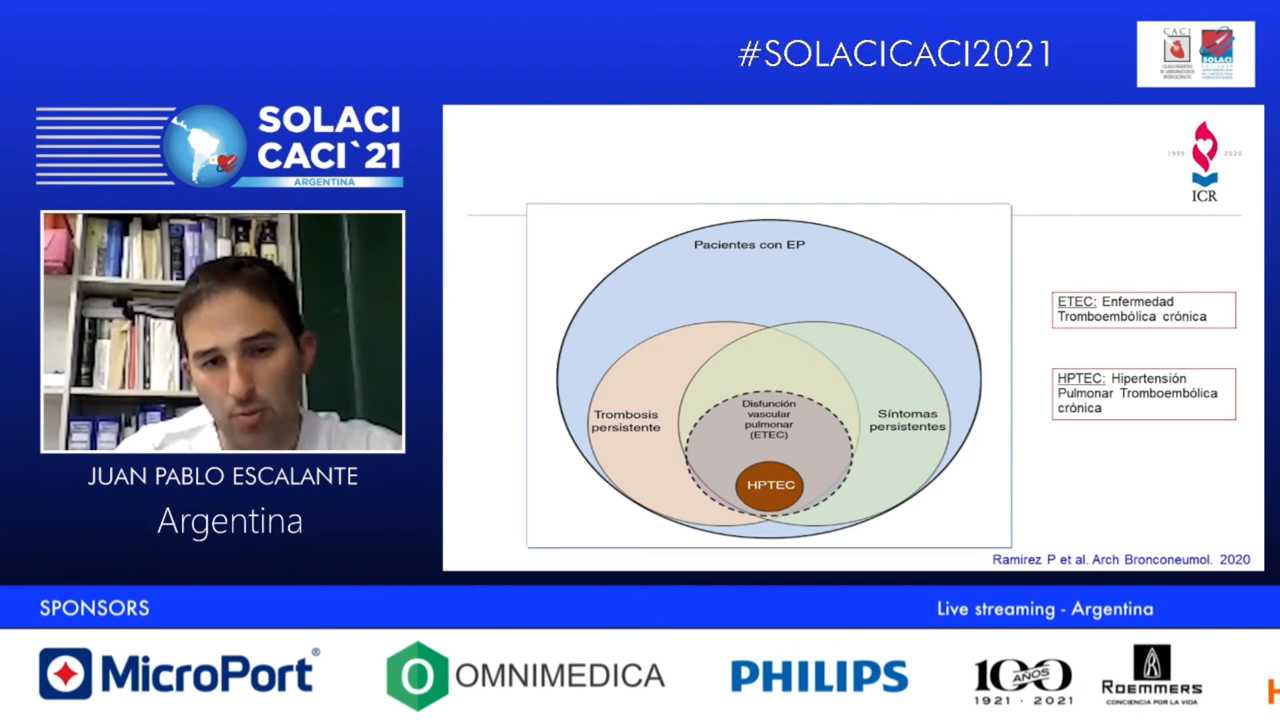 #SOLACICACI2021
CACI
SOLACI
SOLACI
CACI`21
ARGENTINA
1995 2020
ICR
Pacientes con EP
Trombosis
persistente
Disfunción
vascular
pulmonar
(ETEC)
HPTEC
Síntomas
persistentes
ETEC: Enfermedad
Tromboembólica crónica
HPTEC: Hipertensión
Pulmonar Tromboembólica
crónica
Ramirez P et al. Arch Bronconeumol. 2020
JUAN PABLO ESCALANTE
Argentina
SPONSORS
Live streaming - Argentina
MicroPort®
OMNIMEDICA
PHILIPS
100
AÑOS
1921 - 2021
ROEMMERS
CONCIENCIA POR LA VIDA